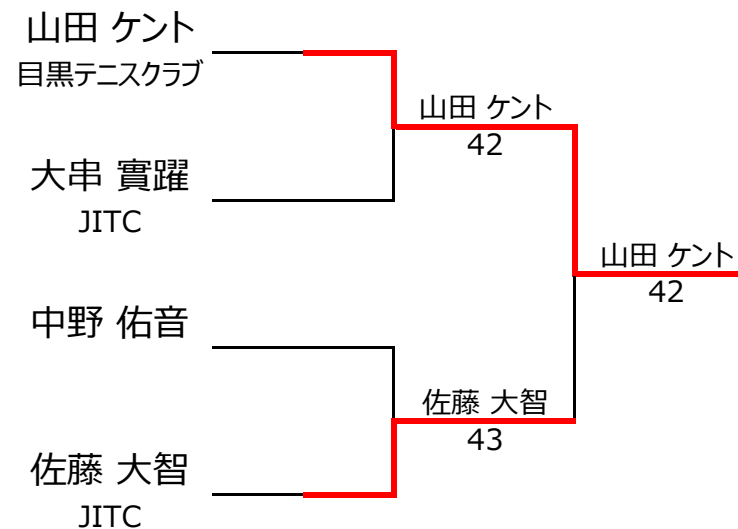 山田 ケント
目黒テニスクラブ
山田 ケント
42
大串 實躍
JITC
山田 ケント
42
中野 佑音
佐藤 大智
43
佐藤 大智
JITC